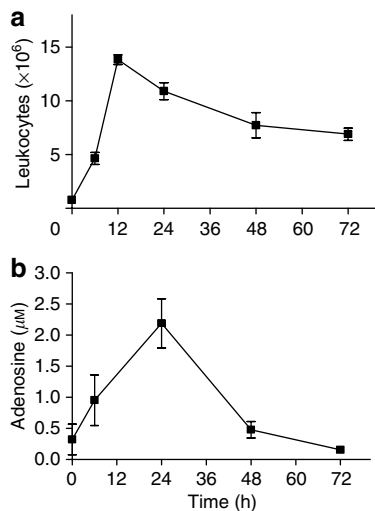 a
Leukocytes (×10⁶)
15
10
5
0 12 24 36 48 60 72
b
Adenosine (μM)
3.0
2.5
2.0
1.5
1.0
0.5
0.0
0 12 24 36 48 60 72
Time (h)